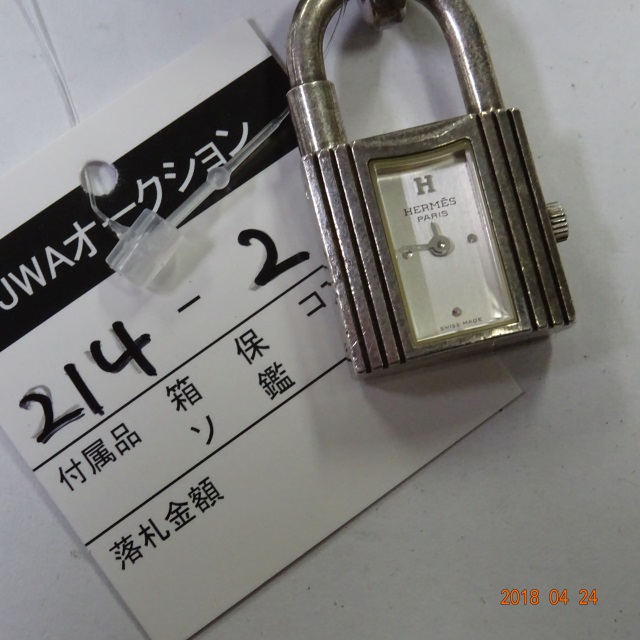 UWAオークション
214-2
付属品 箱 保 コ
ソ 鑑
落札金額
H
HERMÈS
PARIS
SWISS MADE
2018 04 24